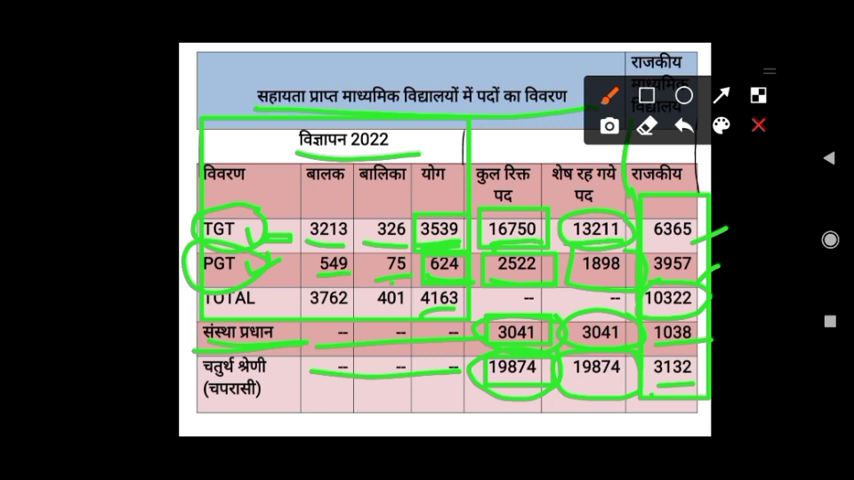 सहायता प्राप्त माध्यमिक विद्यालयों में पदों का विवरण
राजकीय
माध्यमिक
विद्यालय
विज्ञापन 2022
विवरण बालक बालिका योग कुल रिक्त पद शेष रह गये पद राजकीय
TGT 3213 326 3539 16750 13211 6365
PGT 549 75 624 2522 1898 3957
TOTAL 3762 401 4163 -- -- 10322
संस्था प्रधान -- -- -- 3041 3041 1038
चतुर्थ श्रेणी (चपरासी) -- -- -- 19874 19874 3132